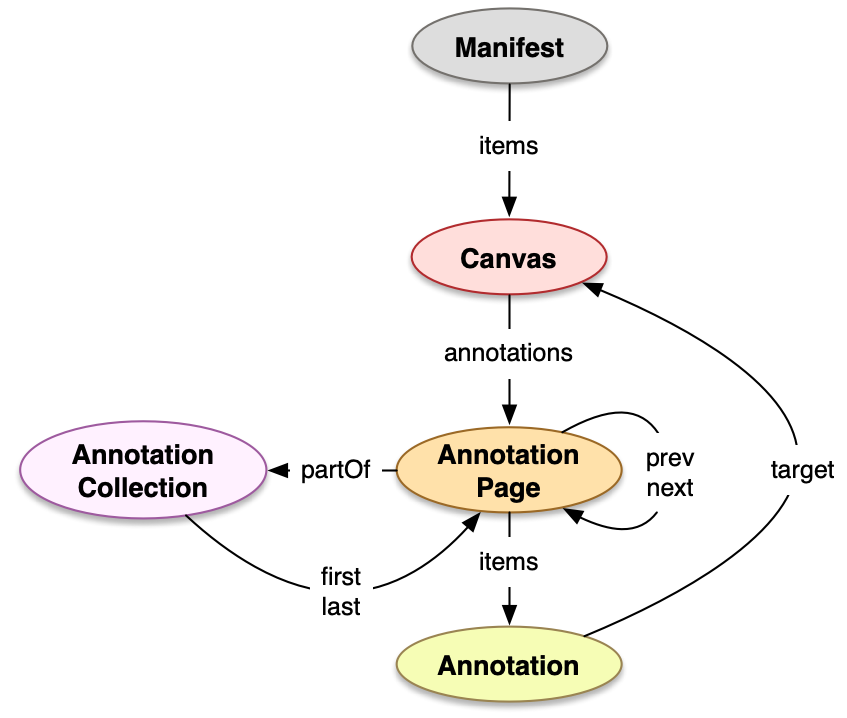 Manifest
items
Canvas
annotations
Annotation
Collection
partOf
Annotation
Page
prev
next
target
first
last
items
Annotation